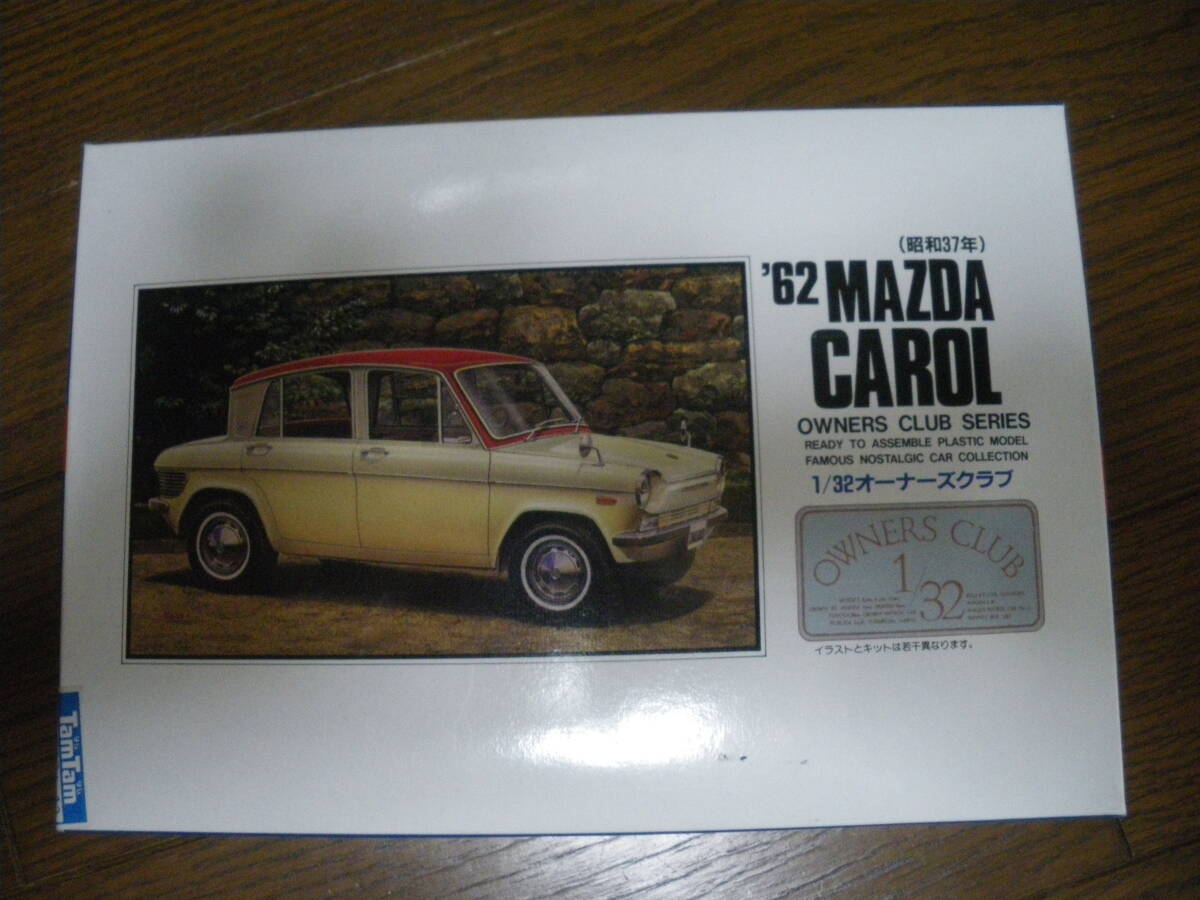 (昭和37年)
'62 MAZDA
CAROL
OWNERS CLUB SERIES
READY TO ASSEMBLE PLASTIC MODEL
FAMOUS NOSTALGIC CAR COLLECTION
1/32オーナーズクラブ
OWNERS CLUB
1/32
イラストとキットは若干異なります。
TamTam